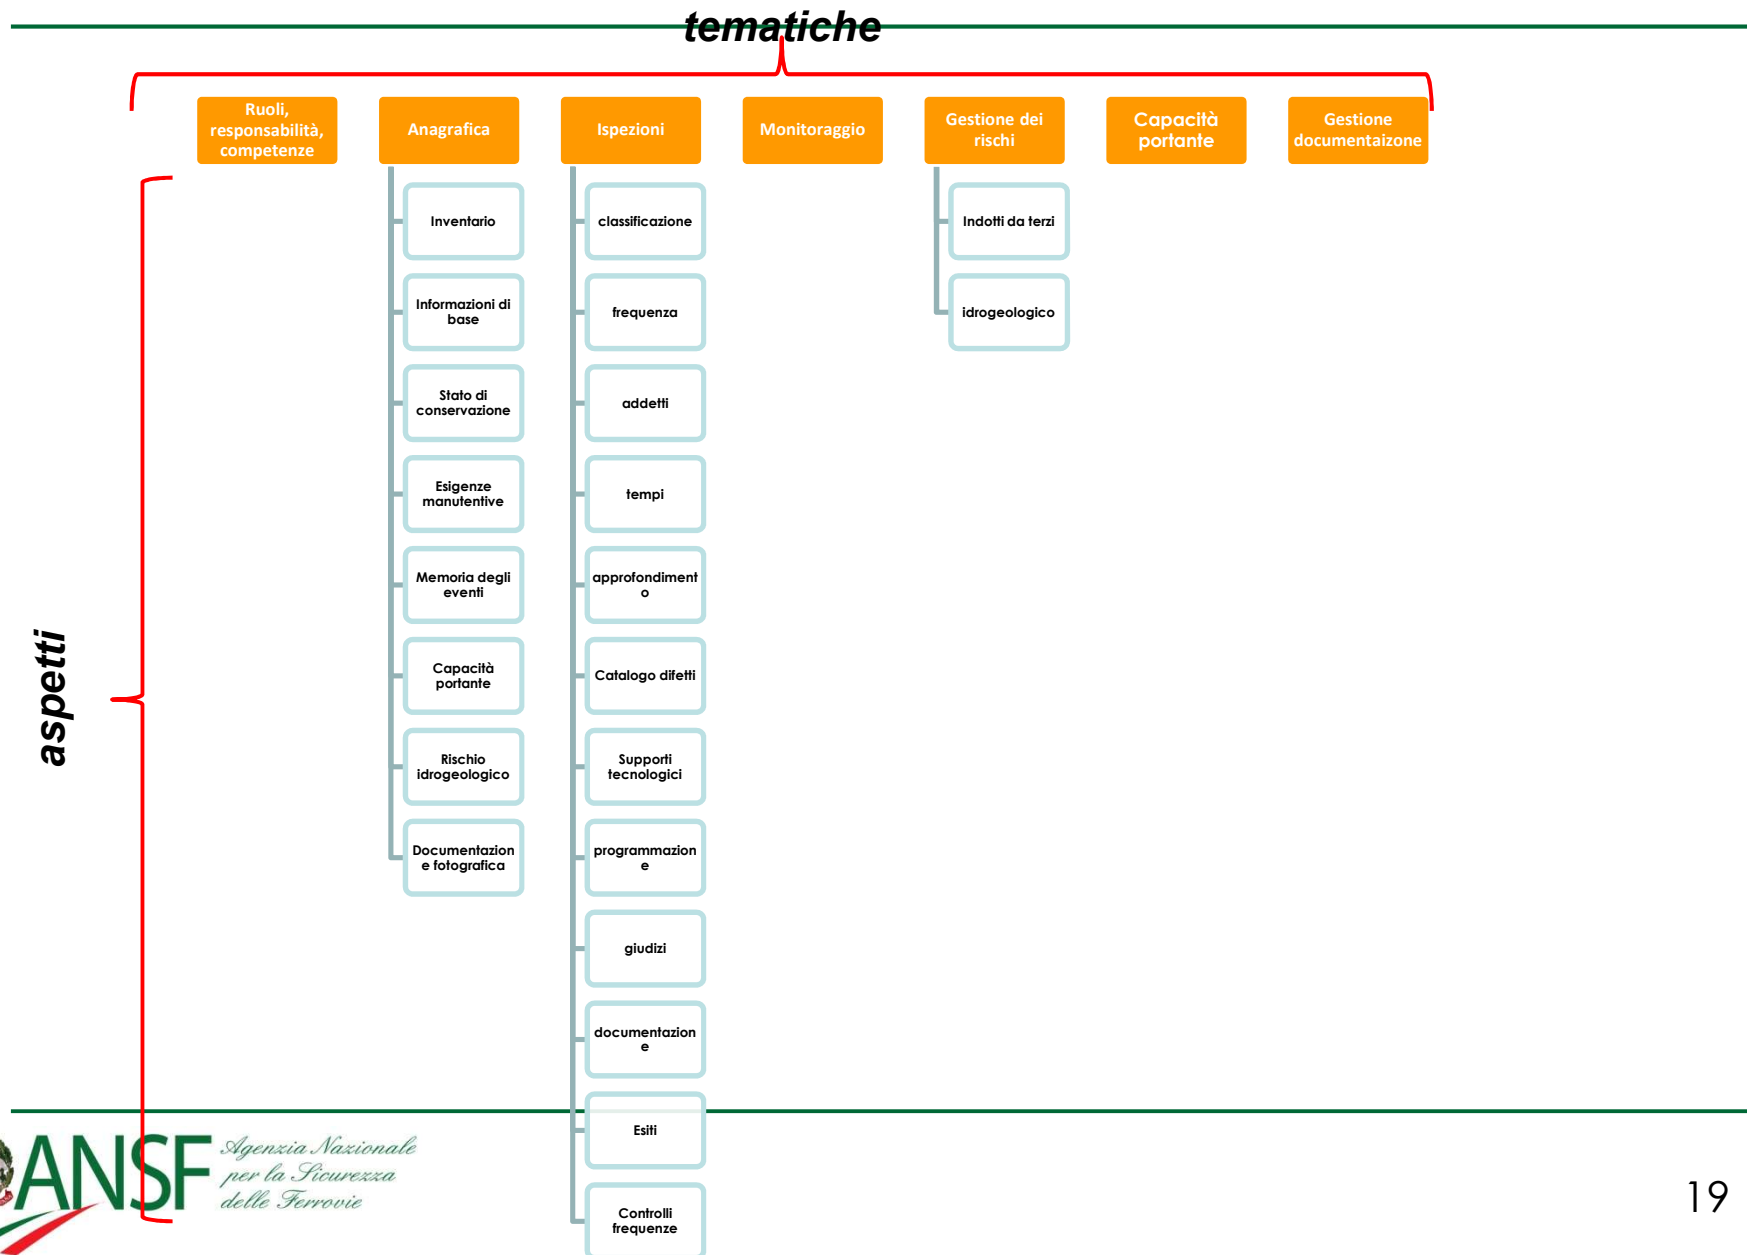 tematiche
Ruoli,
responsabilità,
competenze
Anagrafica
Ispezioni
Monitoraggio
Gestione dei
rischi
Capacità
portante
Gestione
documentaizone
aspetti
Inventario
Informazioni di
base
Stato di
conservazione
Esigenze
manutentive
Memoria degli
eventi
Capacità
portante
Rischio
idrogeologico
Documentazion
e fotografica
classificazione
frequenza
addetti
tempi
approfondiment
o
Catalogo difetti
Supporti
tecnologici
programmazion
e
giudizi
documentazion
e
Esiti
Controlli
frequenze
Indotti da terzi
idrogeologico
ANSF
Agenzia Nazionale
per la Sicurezza
delle Ferrovie
19